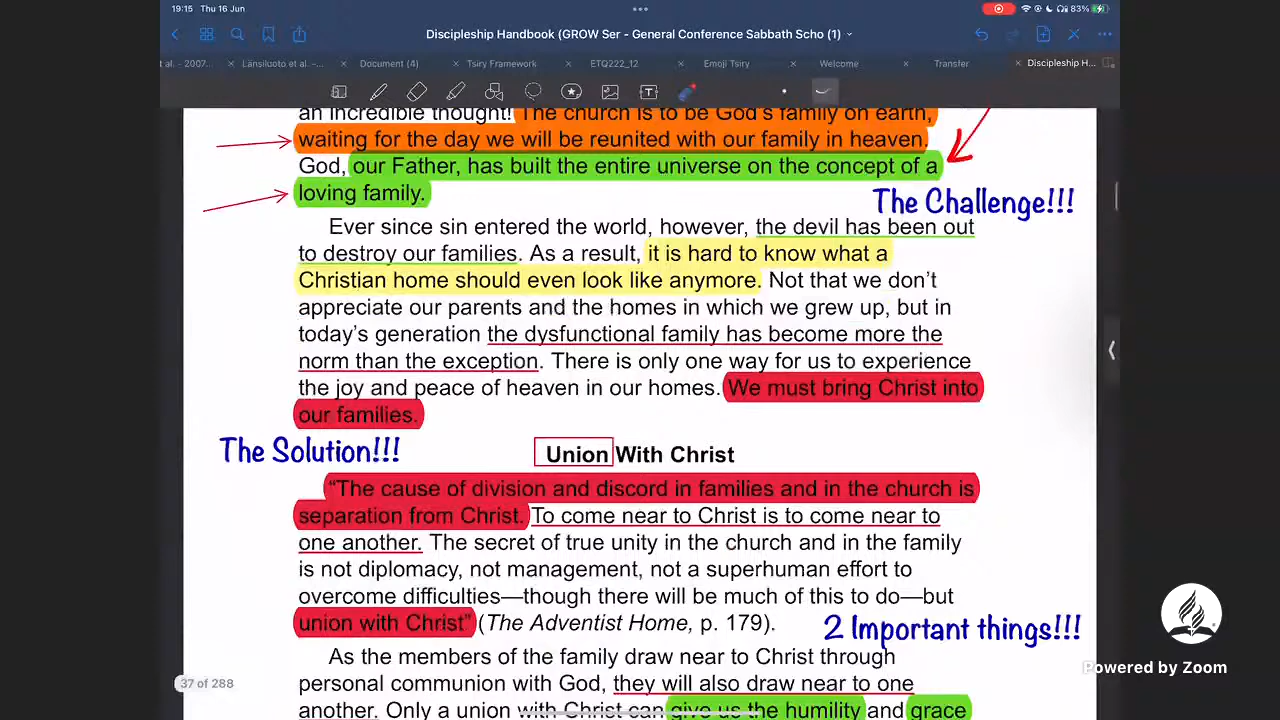 19:15 Thu 16 Jun
83%
Discipleship Handbook (GROW Ser - General Conference Sabbath Scho (1)
et al. - 2007... Länsiluoto et al. -... Document (4) Tsiry Framework ETQ222_12 Emoji Tsiry Welcome Transfer Discipleship H...
an incredible thought! The church is to be God's family on earth,
waiting for the day we will be reunited with our family in heaven.
God, our Father, has built the entire universe on the concept of a
loving family.
The Challenge!!!
Ever since sin entered the world, however, the devil has been out
to destroy our families. As a result, it is hard to know what a
Christian home should even look like anymore. Not that we don't
appreciate our parents and the homes in which we grew up, but in
today's generation the dysfunctional family has become more the
norm than the exception. There is only one way for us to experience
the joy and peace of heaven in our homes. We must bring Christ into
our families.
The Solution!!!
Union With Christ
“The cause of division and discord in families and in the church is
separation from Christ. To come near to Christ is to come near to
one another. The secret of true unity in the church and in the family
is not diplomacy, not management, not a superhuman effort to
overcome difficulties—though there will be much of this to do—but
union with Christ” (The Adventist Home, p. 179).
2 Important things!!!
As the members of the family draw near to Christ through
personal communion with God, they will also draw near to one
another. Only a union with Christ can give us the humility and grace
37 of 288
Powered by Zoom